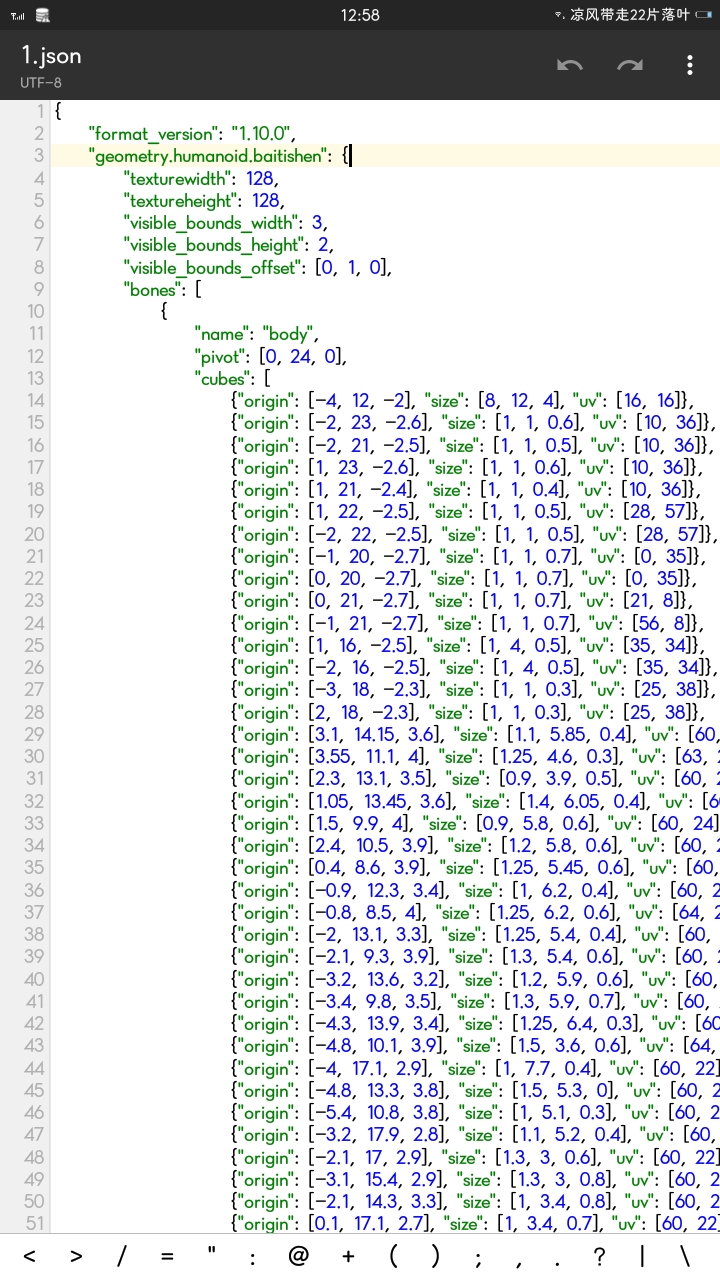 12:58
凉风带走22片落叶
1.json
UTF-8
1 {
2 "format_version": "1.10.0",
3 "geometry.humanoid.baitishen": {
4 "texturewidth": 128,
5 "textureheight": 128,
6 "visible_bounds_width": 3,
7 "visible_bounds_height": 2,
8 "visible_bounds_offset": [0, 1, 0],
9 "bones": [
10 {
11 "name": "body",
12 "pivot": [0, 24, 0],
13 "cubes": [
14 {"origin": [-4, 12, -2], "size": [8, 12, 4], "uv": [16, 16]},
15 {"origin": [-2, 23, -2.6], "size": [1, 1, 0.6], "uv": [10, 36]},
16 {"origin": [-2, 21, -2.5], "size": [1, 1, 0.5], "uv": [10, 36]},
17 {"origin": [1, 23, -2.6], "size": [1, 1, 0.6], "uv": [10, 36]},
18 {"origin": [1, 21, -2.4], "size": [1, 1, 0.4], "uv": [10, 36]},
19 {"origin": [1, 22, -2.5], "size": [1, 1, 0.5], "uv": [28, 57]},
20 {"origin": [-2, 22, -2.5], "size": [1, 1, 0.5], "uv": [28, 57]},
21 {"origin": [-1, 20, -2.7], "size": [1, 1, 0.7], "uv": [0, 35]},
22 {"origin": [0, 20, -2.7], "size": [1, 1, 0.7], "uv": [0, 35]},
23 {"origin": [0, 21, -2.7], "size": [1, 1, 0.7], "uv": [21, 8]},
24 {"origin": [-1, 21, -2.7], "size": [1, 1, 0.7], "uv": [56, 8]},
25 {"origin": [1, 16, -2.5], "size": [1, 4, 0.5], "uv": [35, 34]},
26 {"origin": [-2, 16, -2.5], "size": [1, 4, 0.5], "uv": [35, 34]},
27 {"origin": [-3, 18, -2.3], "size": [1, 1, 0.3], "uv": [25, 38]},
28 {"origin": [2, 18, -2.3], "size": [1, 1, 0.3], "uv": [25, 38]},
29 {"origin": [3.1, 14.15, 3.6], "size": [1.1, 5.85, 0.4], "uv": [60,
30 {"origin": [3.55, 11.1, 4], "size": [1.25, 4.6, 0.3], "uv": [63,
31 {"origin": [2.3, 13.1, 3.5], "size": [0.9, 3.9, 0.5], "uv": [60, 2
32 {"origin": [1.05, 13.45, 3.6], "size": [1.4, 6.05, 0.4], "uv": [6
33 {"origin": [1.5, 9.9, 4], "size": [0.9, 5.8, 0.6], "uv": [60, 24]
34 {"origin": [2.4, 10.5, 3.9], "size": [1.2, 5.8, 0.6], "uv": [60, 2
35 {"origin": [0.4, 8.6, 3.9], "size": [1.25, 5.45, 0.6], "uv": [60,
36 {"origin": [-0.9, 12.3, 3.4], "size": [1, 6.2, 0.4], "uv": [60, 2
37 {"origin": [-0.8, 8.5, 4], "size": [1.25, 6.2, 0.6], "uv": [64, 2
38 {"origin": [-2, 13.1, 3.3], "size": [1.25, 5.4, 0.4], "uv": [60,
39 {"origin": [-2.1, 9.3, 3.9], "size": [1.3, 5.4, 0.6], "uv": [60, 2
40 {"origin": [-3.2, 13.6, 3.2], "size": [1.2, 5.9, 0.6], "uv": [60,
41 {"origin": [-3.4, 9.8, 3.5], "size": [1.3, 5.9, 0.7], "uv": [60,
42 {"origin": [-4.3, 13.9, 3.4], "size": [1.25, 6.4, 0.3], "uv": [60
43 {"origin": [-4.8, 10.1, 3.9], "size": [1.5, 3.6, 0.6], "uv": [64,
44 {"origin": [-4, 17.1, 2.9], "size": [1, 7.7, 0.4], "uv": [60, 22]
45 {"origin": [-4.8, 13.3, 3.8], "size": [1.5, 5.3, 0], "uv": [60, 2
46 {"origin": [-5.4, 10.8, 3.8], "size": [1, 5.1, 0.3], "uv": [60, 2
47 {"origin": [-3.2, 17.9, 2.8], "size": [1.1, 5.2, 0.4], "uv": [60,
48 {"origin": [-2.1, 17, 2.9], "size": [1.3, 3, 0.6], "uv": [60, 22]
49 {"origin": [-3.1, 15.4, 2.9], "size": [1.3, 3, 0.8], "uv": [60, 2
50 {"origin": [-2.1, 14.3, 3.3], "size": [1, 3.4, 0.8], "uv": [60, 2
51 {"origin": [0.1, 17.1, 2.7], "size": [1, 3.4, 0.7], "uv": [60, 22
< > / = " : @ + ( ) ; , . ? | \